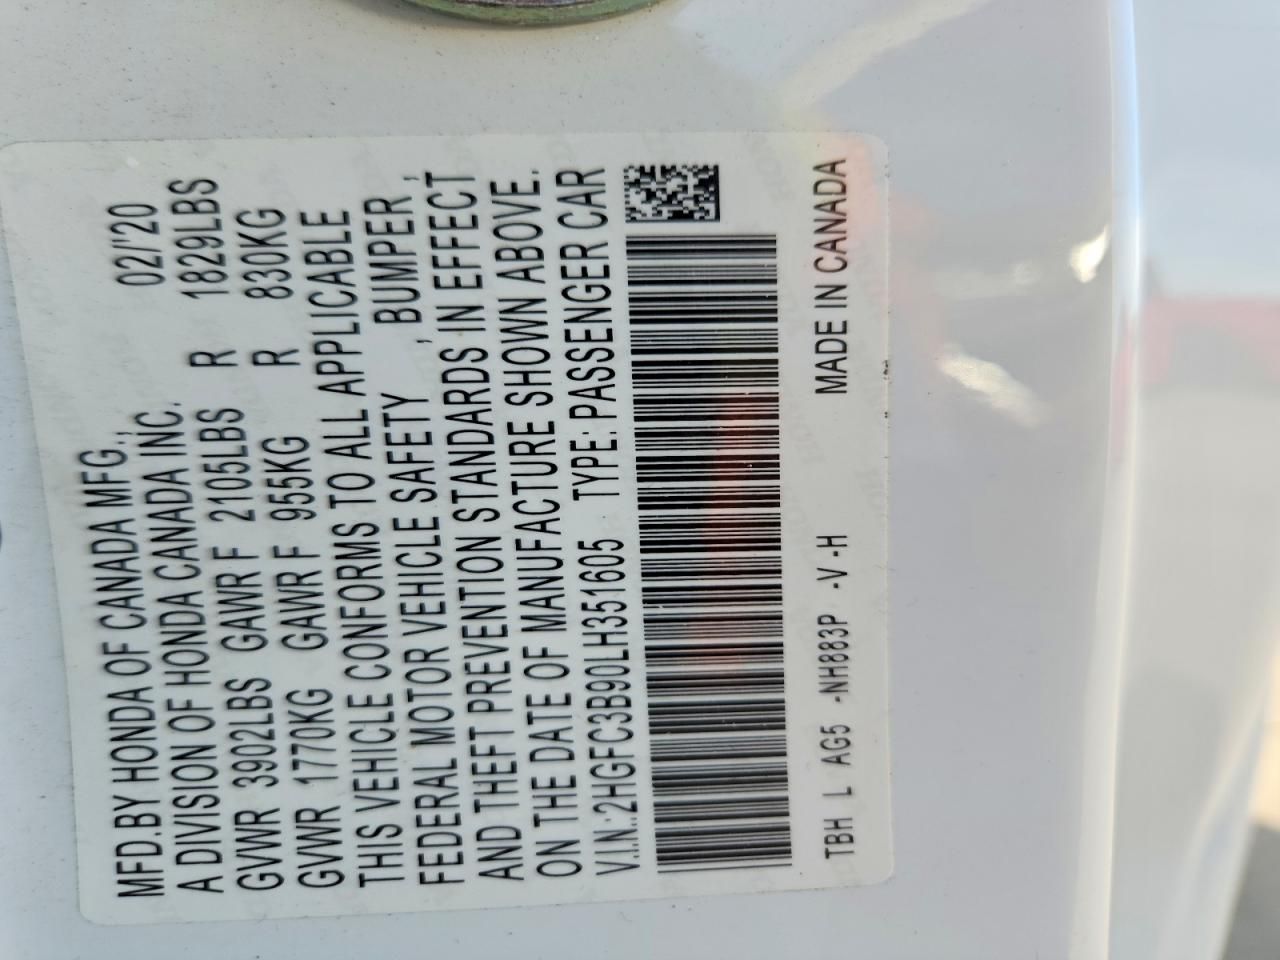 MFD.BY HONDA OF CANADA MFG., 02/'20
A DIVISION OF HONDA CANADA INC.
GVWR 3902LBS GAWR F 2105LBS R 1829LBS
GVWR 1770KG GAWR F 955KG R 830KG
THIS VEHICLE CONFORMS TO ALL APPLICABLE
FEDERAL MOTOR VEHICLE SAFETY , BUMPER ,
AND THEFT PREVENTION STANDARDS IN EFFECT
ON THE DATE OF MANUFACTURE SHOWN ABOVE.
V.I.N.:2HGFC3B90LH351605 TYPE: PASSENGER CAR
TBH L AG5 -NH883P -V -H MADE IN CANADA